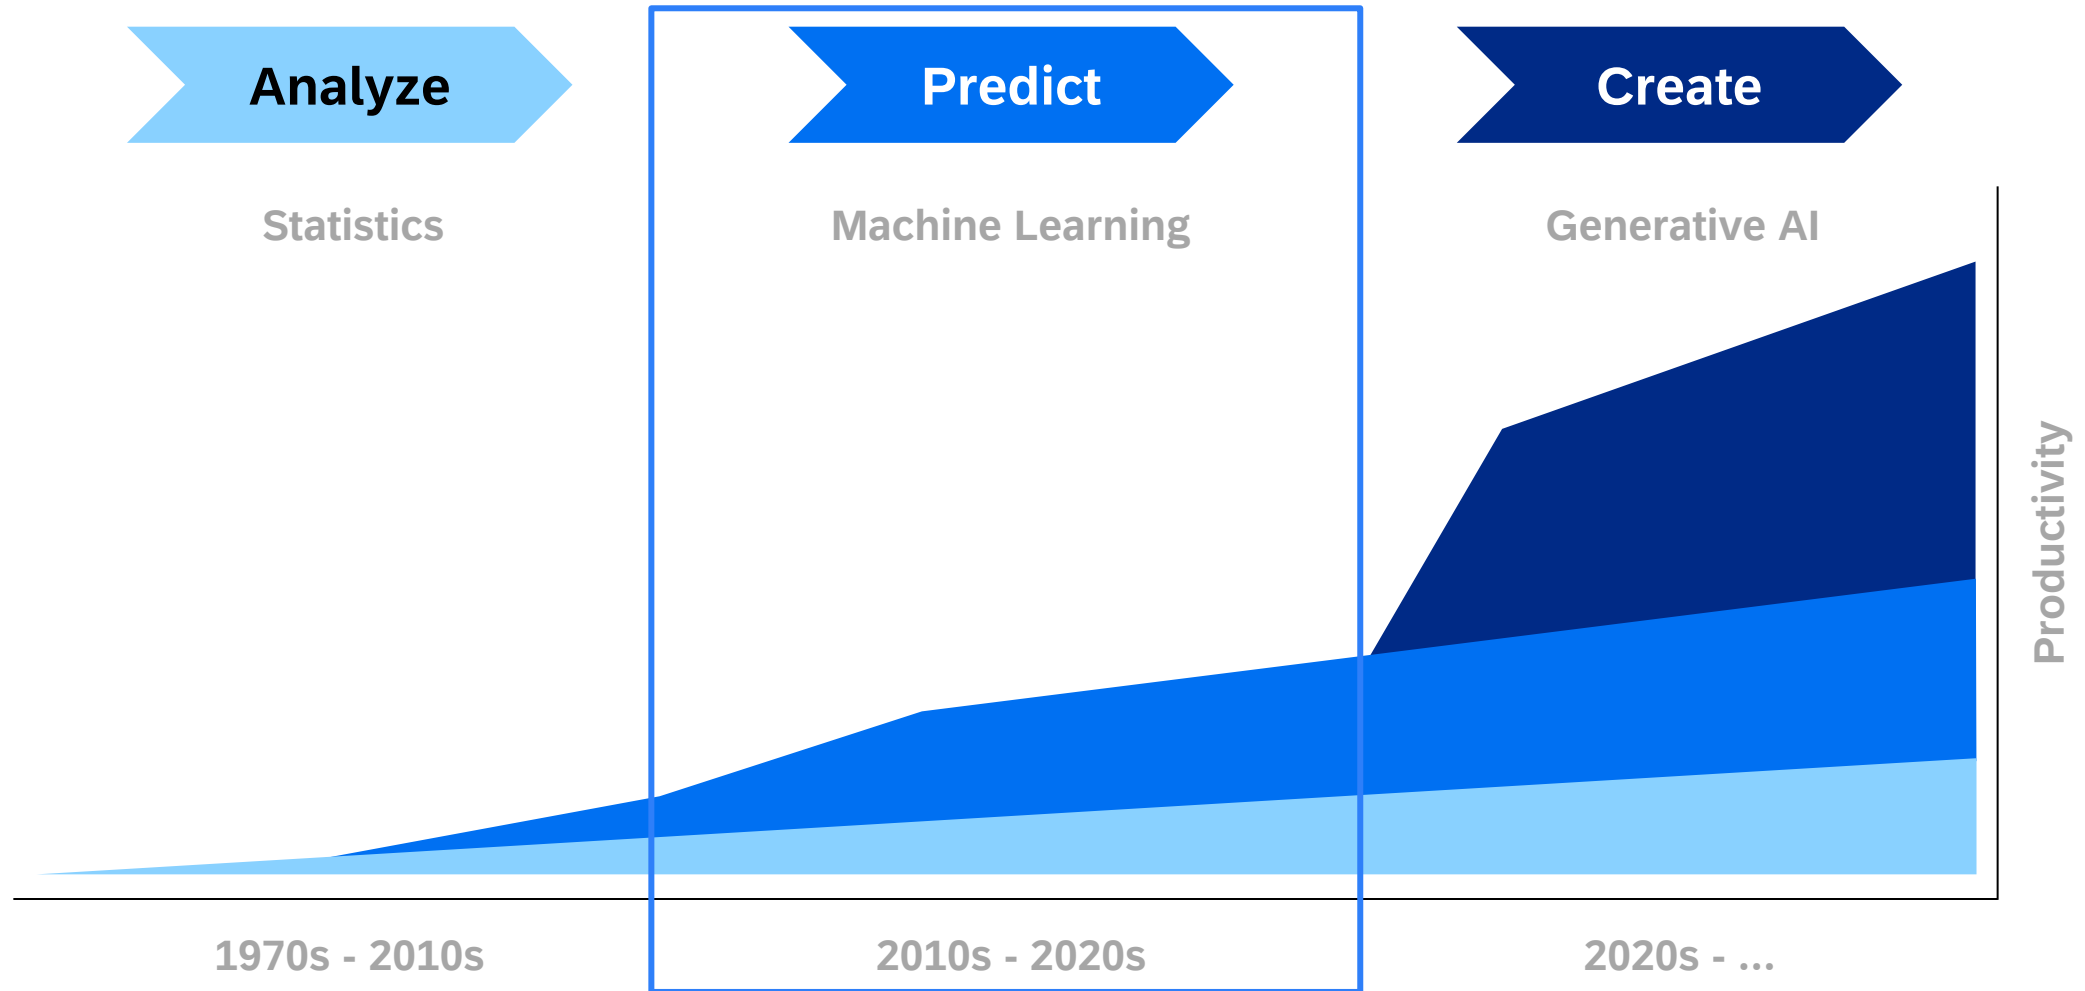 Analyze
Predict
Create
Statistics
Machine Learning
Generative AI
Productivity
1970s - 2010s
2010s - 2020s
2020s - ...